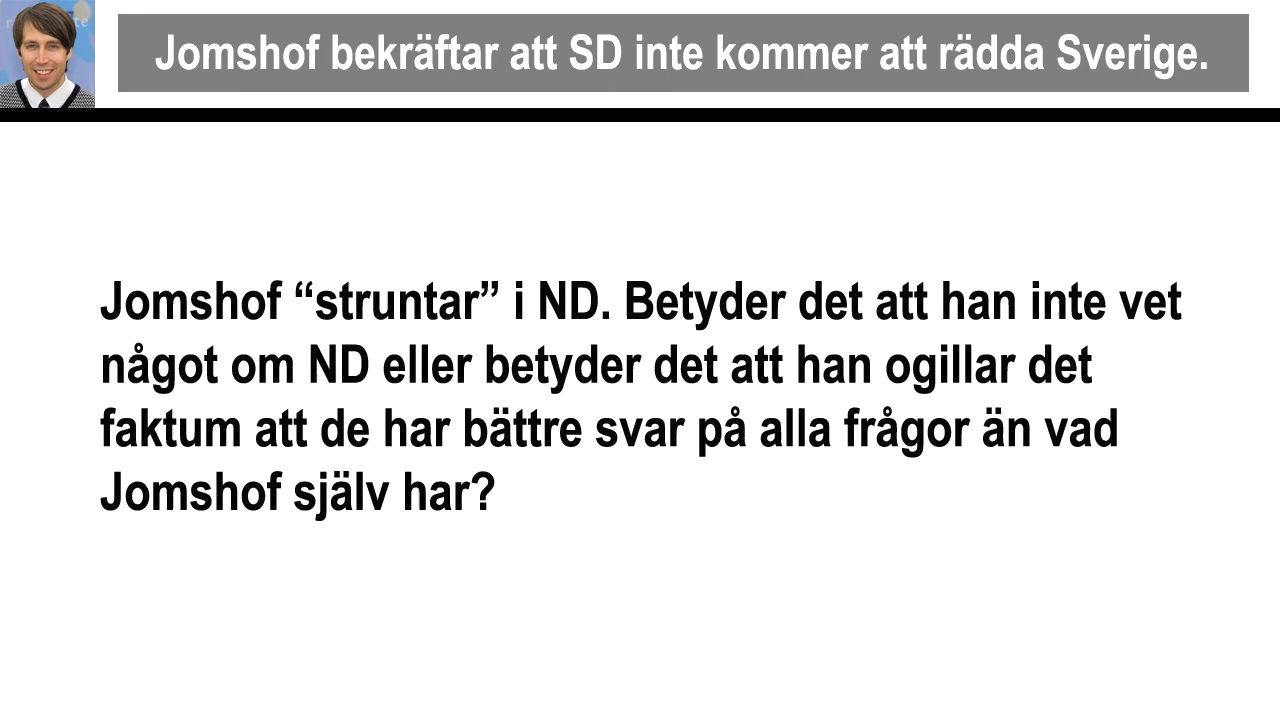 Jomshof bekräftar att SD inte kommer att rädda Sverige.
Jomshof “struntar” i ND. Betyder det att han inte vet
något om ND eller betyder det att han ogillar det
faktum att de har bättre svar på alla frågor än vad
Jomshof själv har?